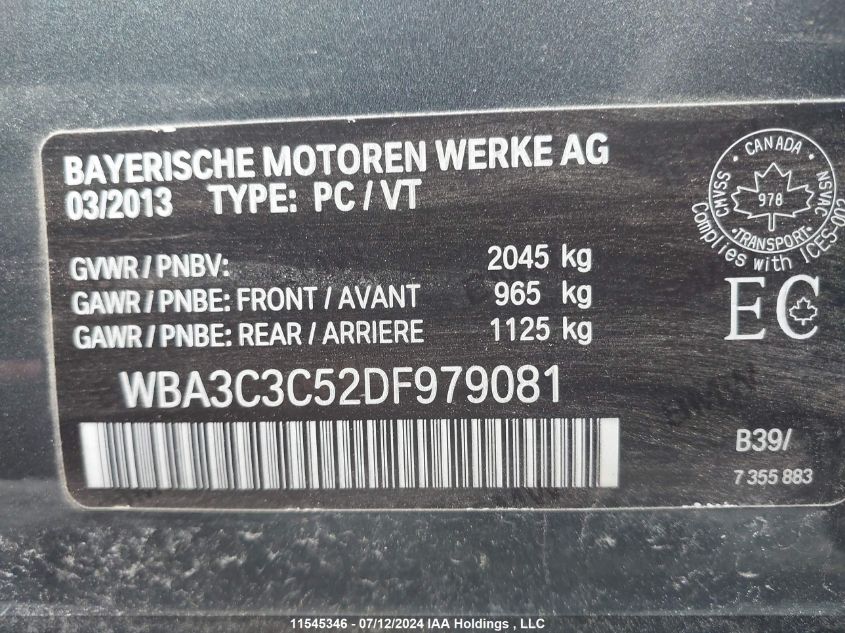 BAYERISCHE MOTOREN WERKE AG
03/2013 TYPE: PC / VT
GVWR / PNBV: 2045 kg
GAWR / PNBE: FRONT / AVANT 965 kg
GAWR / PNBE: REAR / ARRIERE 1125 kg
WBA3C3C52DF979081
CANADA
CMVSS NSVAC
978
TRANSPORT
Complies with ICES-002
EC
B39/
7 355 883
11545346 - 07/12/2024 IAA Holdings , LLC